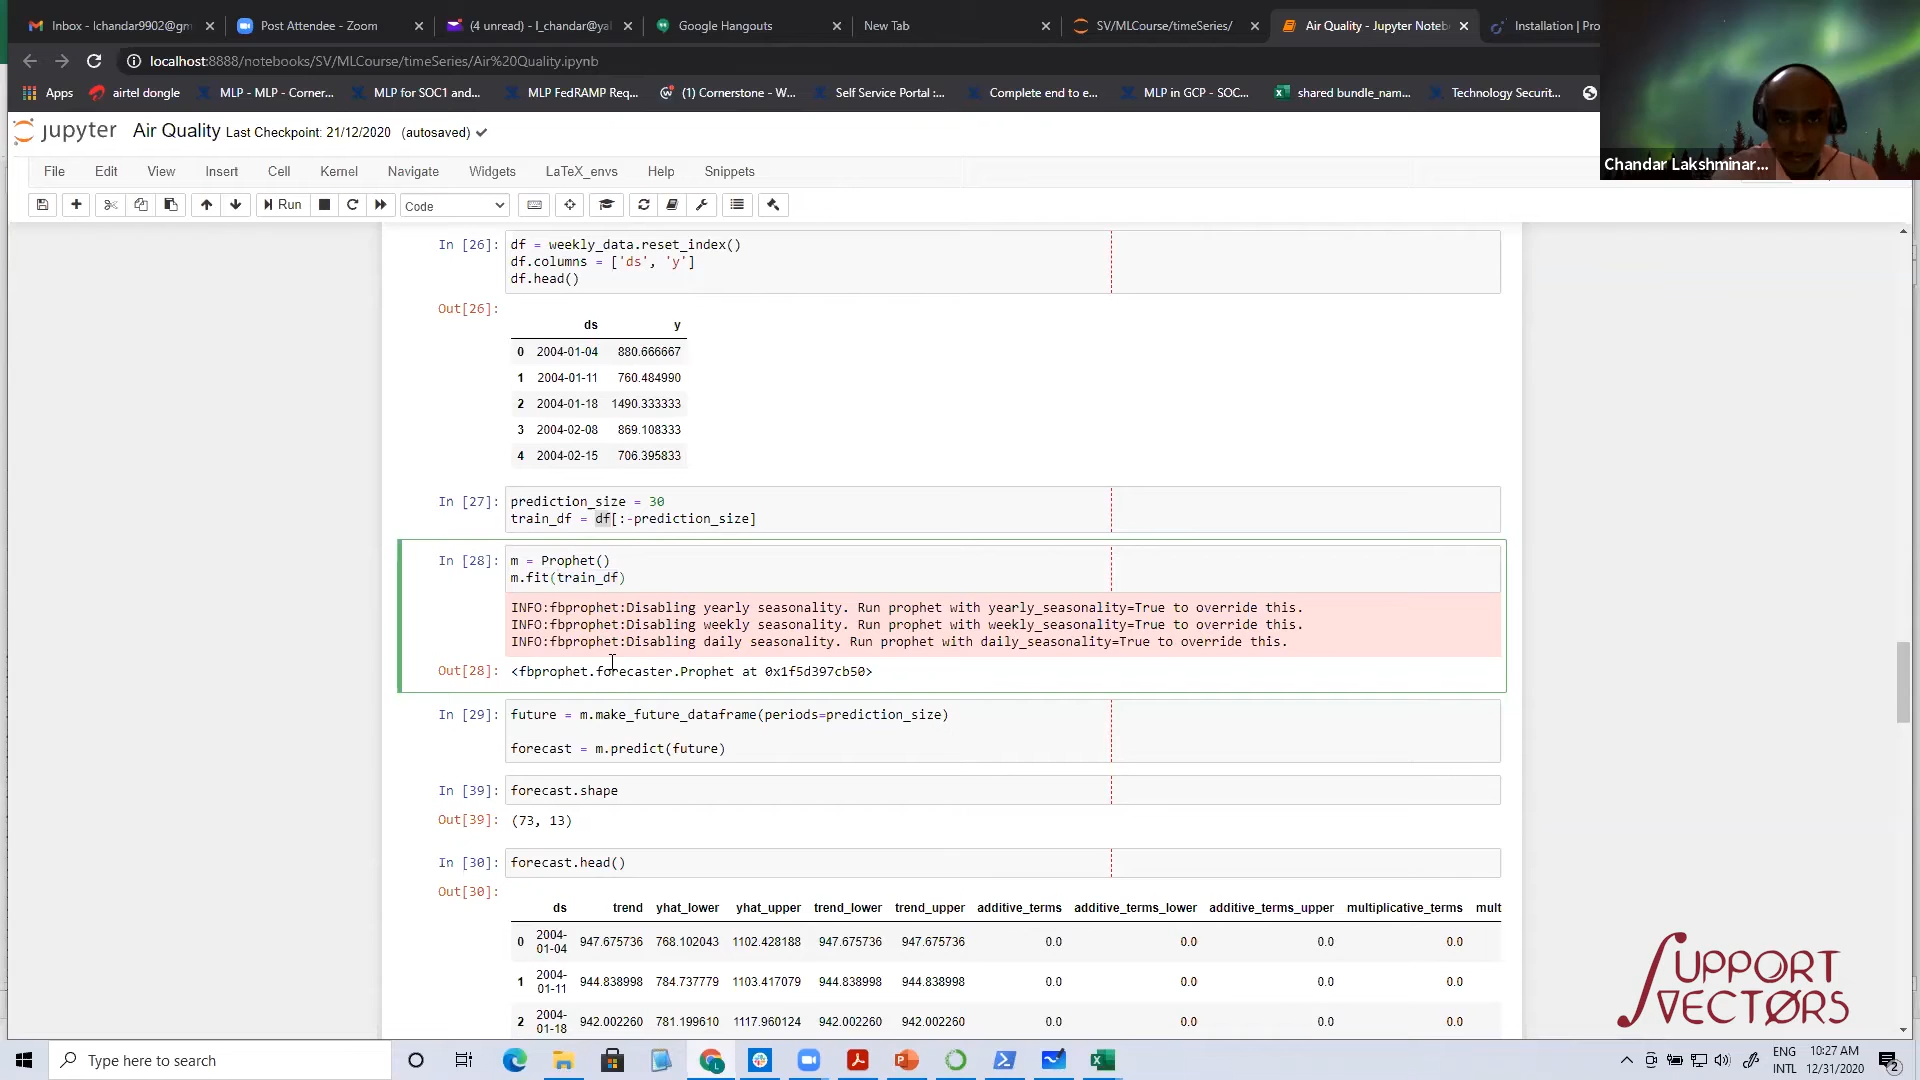 Inbox - lchandar9902@gm
Post Attendee - Zoom
(4 unread) - l_chandar@yal
Google Hangouts
New Tab
SV/MLCourse/timeSeries/
Air Quality - Jupyter Noteb
Installation | Pro
localhost:8888/notebooks/SV/MLCourse/timeSeries/Air%20Quality.ipynb
Apps
airtel dongle
MLP - MLP - Corner...
MLP for SOC1 and...
MLP FedRAMP Req...
(1) Cornerstone - W...
Self Service Portal :...
Complete end to e...
MLP in GCP - SOC...
shared bundle_nam...
Technology Securit...
Chandar Lakshminar...
jupyter Air Quality Last Checkpoint: 21/12/2020 (autosaved)
File Edit View Insert Cell Kernel Navigate Widgets LaTeX_envs Help Snippets
Run
Code
In [26]: df = weekly_data.reset_index()
df.columns = ['ds', 'y']
df.head()
Out[26]:
ds y
0 2004-01-04 880.666667
1 2004-01-11 760.484990
2 2004-01-18 1490.333333
3 2004-02-08 869.108333
4 2004-02-15 706.395833
In [27]: prediction_size = 30
train_df = df[:-prediction_size]
In [28]: m = Prophet()
m.fit(train_df)
INFO:fbprophet:Disabling yearly seasonality. Run prophet with yearly_seasonality=True to override this.
INFO:fbprophet:Disabling weekly seasonality. Run prophet with weekly_seasonality=True to override this.
INFO:fbprophet:Disabling daily seasonality. Run prophet with daily_seasonality=True to override this.
Out[28]: <fbprophet.forecaster.Prophet at 0x1f5d397cb50>
In [29]: future = m.make_future_dataframe(periods=prediction_size)
forecast = m.predict(future)
In [39]: forecast.shape
Out[39]: (73, 13)
In [30]: forecast.head()
Out[30]:
ds trend yhat_lower yhat_upper trend_lower trend_upper additive_terms additive_terms_lower additive_terms_upper multiplicative_terms mult
0 2004-01-04 947.675736 768.102043 1102.428188 947.675736 947.675736 0.0 0.0 0.0 0.0
1 2004-01-11 944.838998 784.737779 1103.417079 944.838998 944.838998 0.0 0.0 0.0 0.0
2 2004-01-18 942.002260 781.199610 1117.960124 942.002260 942.002260 0.0 0.0 0.0 0.0
SUPPORT
VECTORS
Type here to search
ENG
INTL
10:27 AM
12/31/2020
2